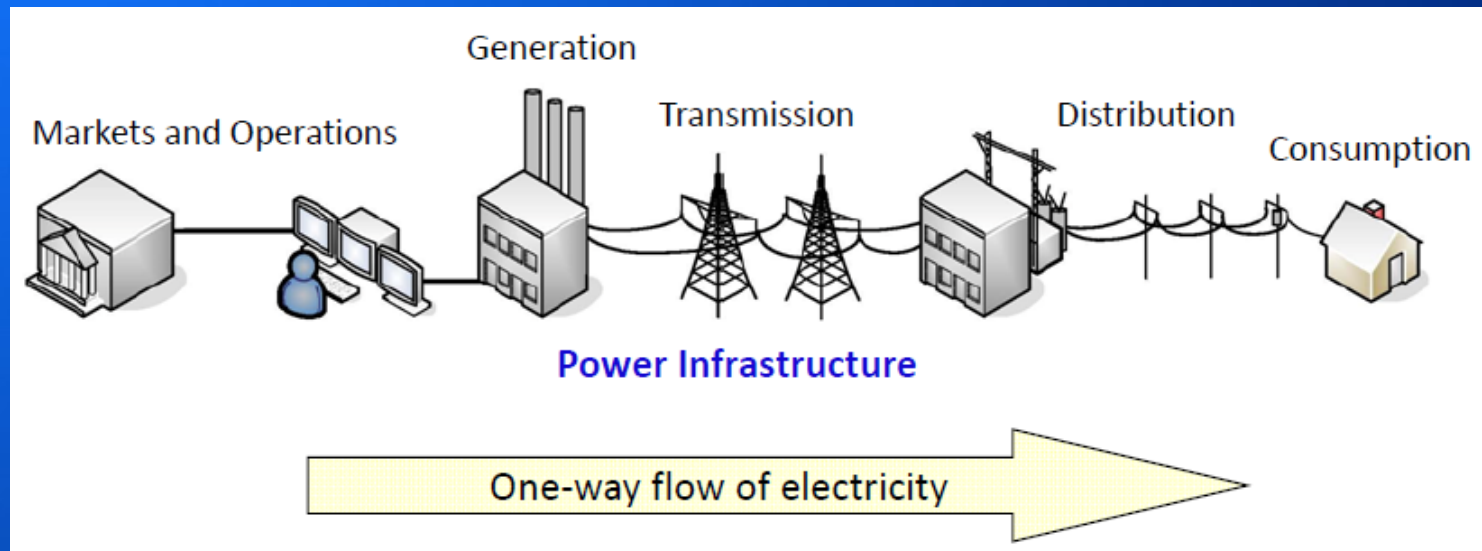 Generation
Markets and Operations
Transmission
Distribution
Consumption
Power Infrastructure
One-way flow of electricity